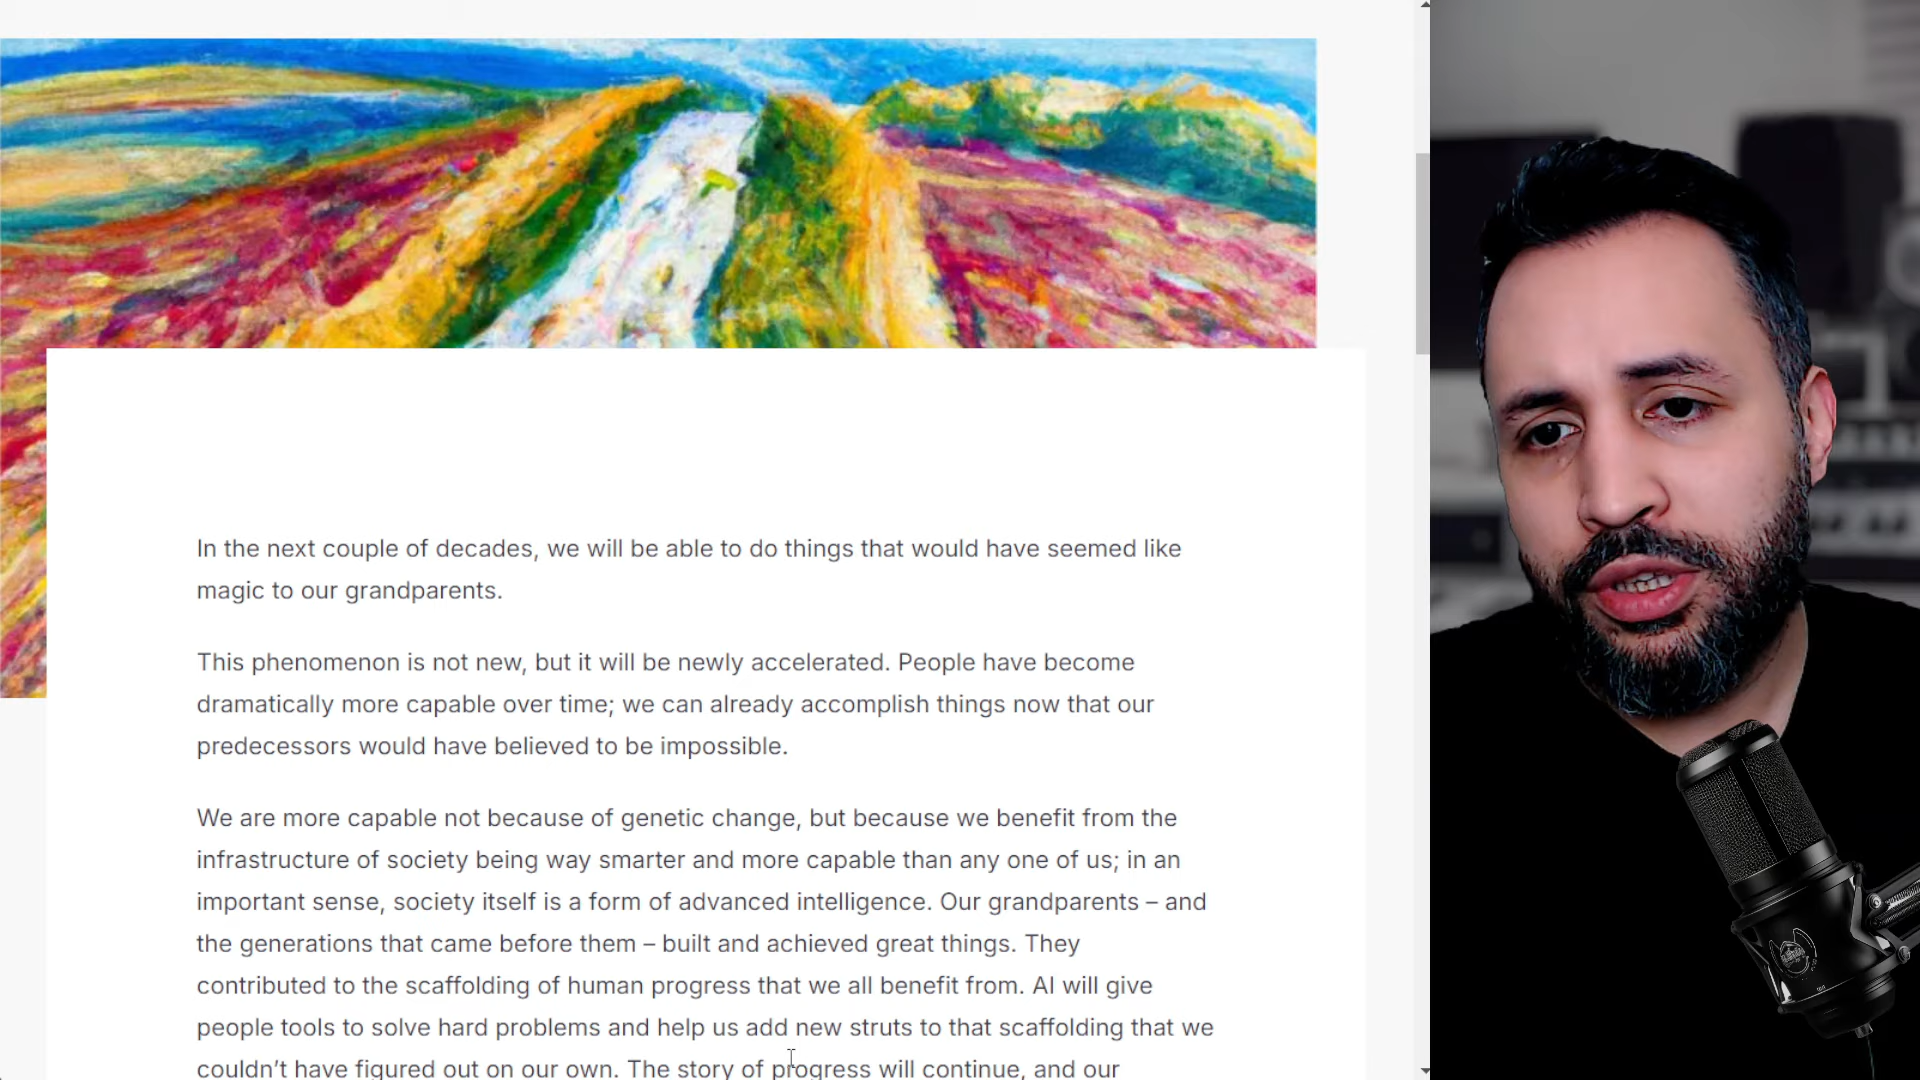 In the next couple of decades, we will be able to do things that would have seemed like
magic to our grandparents.
This phenomenon is not new, but it will be newly accelerated. People have become
dramatically more capable over time; we can already accomplish things now that our
predecessors would have believed to be impossible.
We are more capable not because of genetic change, but because we benefit from the
infrastructure of society being way smarter and more capable than any one of us; in an
important sense, society itself is a form of advanced intelligence. Our grandparents – and
the generations that came before them – built and achieved great things. They
contributed to the scaffolding of human progress that we all benefit from. AI will give
people tools to solve hard problems and help us add new struts to that scaffolding that we
couldn’t have figured out on our own. The story of progress will continue, and our